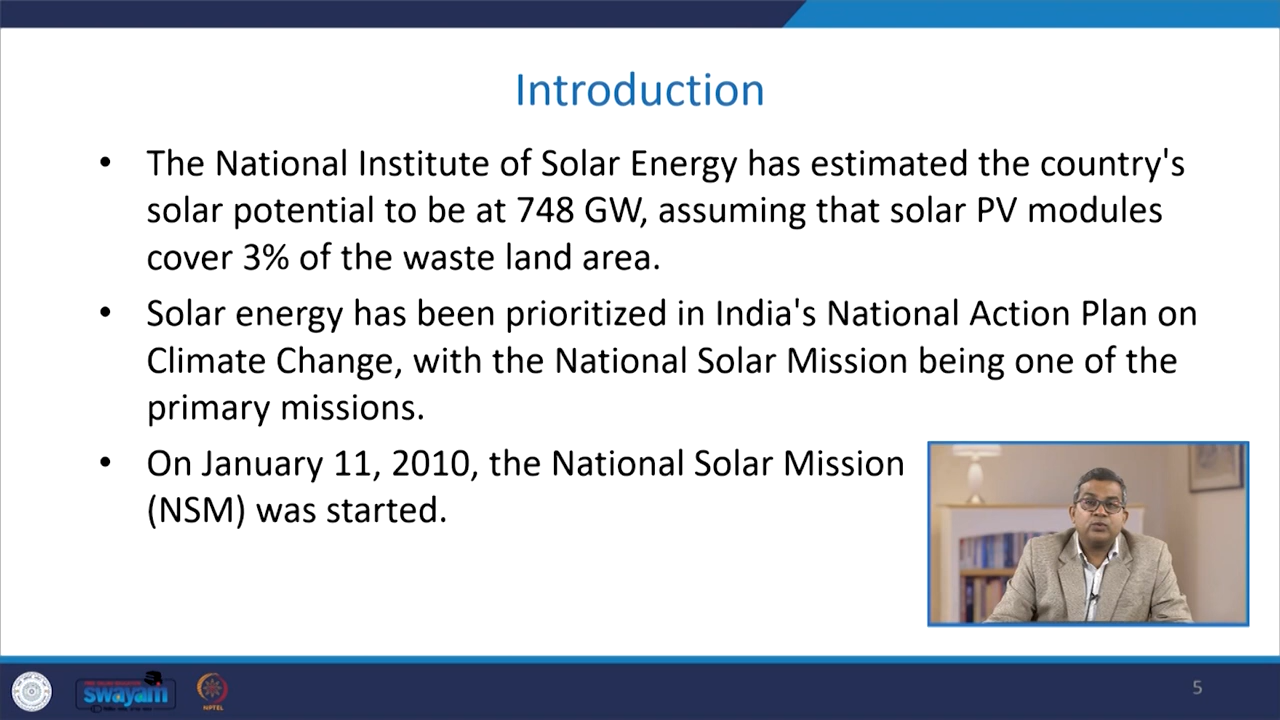 Introduction
• The National Institute of Solar Energy has estimated the country's
solar potential to be at 748 GW, assuming that solar PV modules
cover 3% of the waste land area.
• Solar energy has been prioritized in India's National Action Plan on
Climate Change, with the National Solar Mission being one of the
primary missions.
• On January 11, 2010, the National Solar Mission
(NSM) was started.
swayam
NPTEL
5